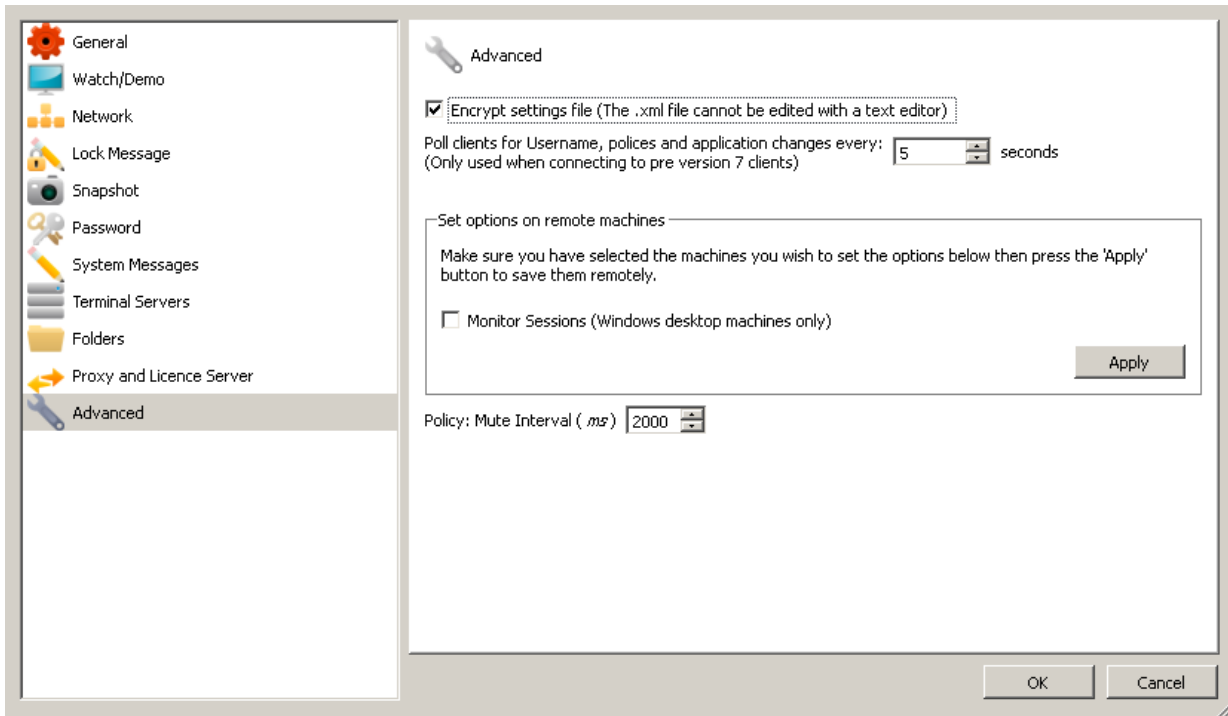 General
Watch/Demo
Network
Lock Message
Snapshot
Password
System Messages
Terminal Servers
Folders
Proxy and Licence Server
Advanced
Advanced
Encrypt settings file (The .xml file cannot be edited with a text editor)
Poll clients for Username, polices and application changes every:
(Only used when connecting to pre version 7 clients)
5 seconds
Set options on remote machines
Make sure you have selected the machines you wish to set the options below then press the 'Apply'
button to save them remotely.
Monitor Sessions (Windows desktop machines only)
Apply
Policy: Mute Interval ( ms ) 2000
OK Cancel